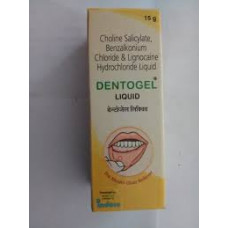 15 g
Choline Salicylate,
Benzalkonium
Chloride & Lignocaine
Hydrochloride Liquid
DENTOGEL
LIQUID
डेन्टोजेल लिक्विड